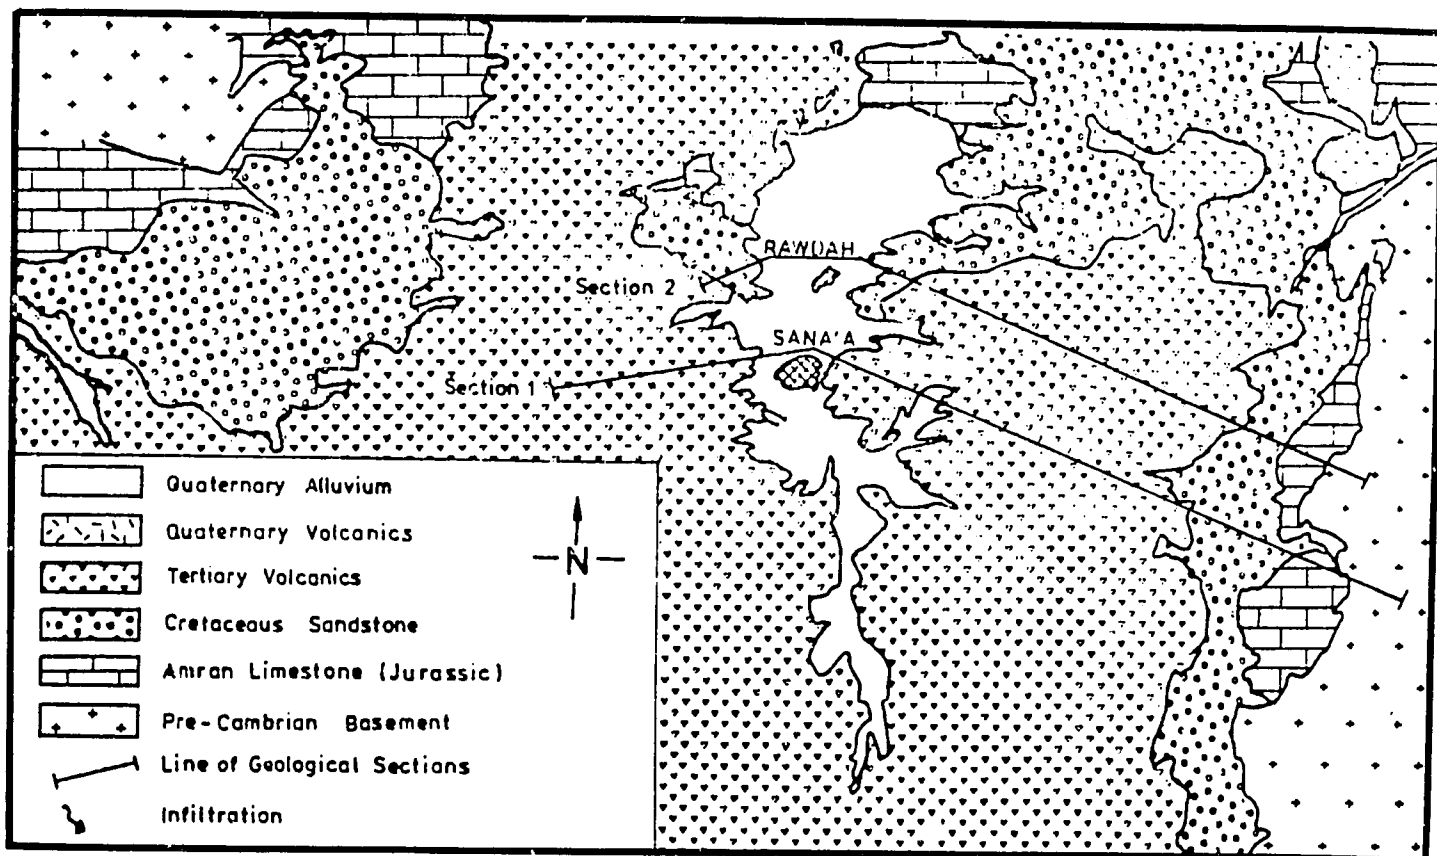 RAWDAH
Section 2
SANA'A
Section 1
Quaternary Alluvium
Quaternary Volcanics
Tertiary Volcanics
Cretaceous Sandstone
Amran Limestone (Jurassic)
Pre-Cambrian Basement
Line of Geological Sections
Infiltration
N